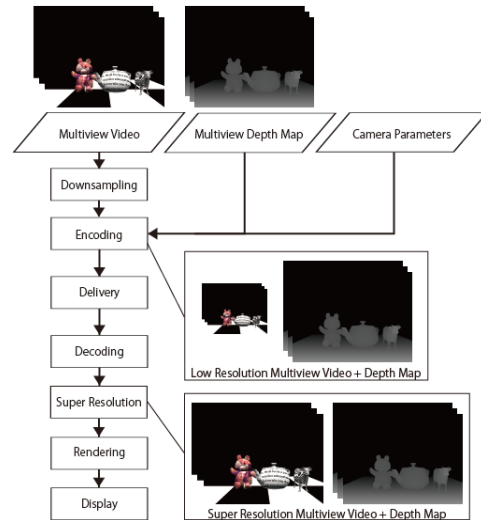 Multiview Video
Multiview Depth Map
Camera Parameters
Downsampling
Encoding
Delivery
Decoding
Low Resolution Multiview Video + Depth Map
Super Resolution
Rendering
Display
Super Resolution Multiview Video + Depth Map